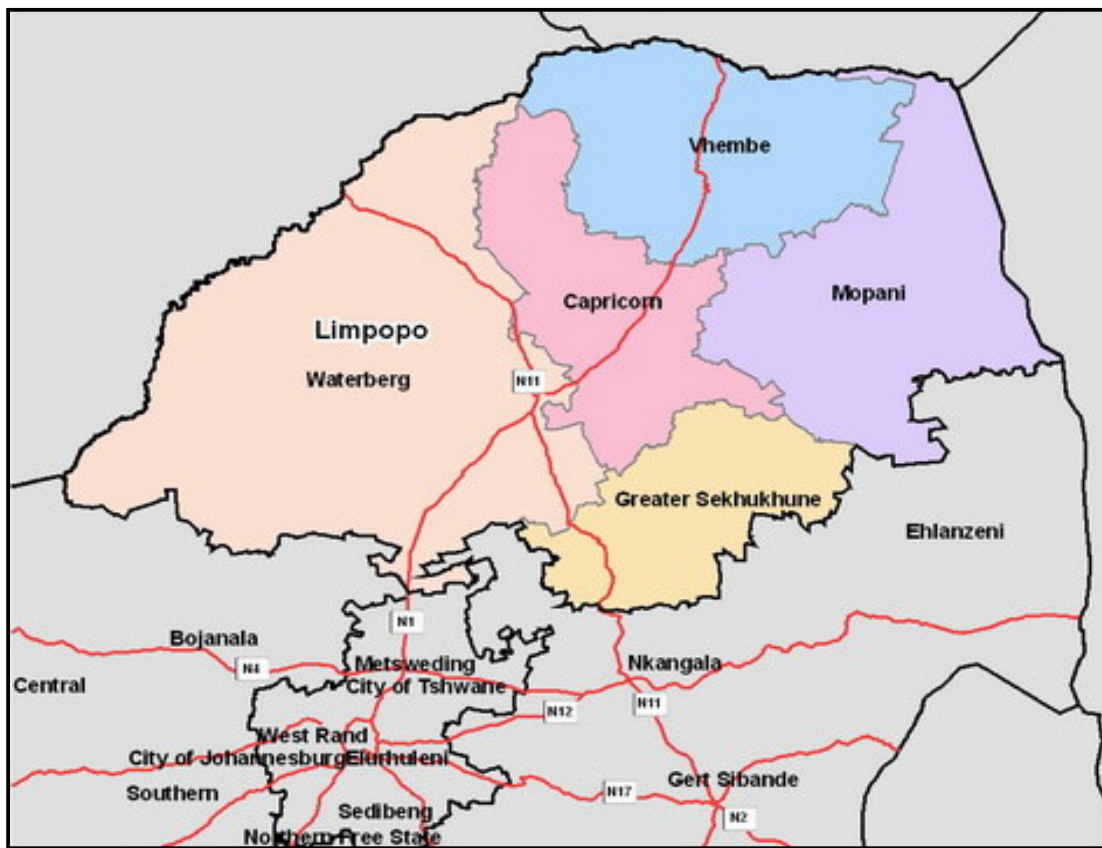 Vhembe
Mopani
Capricorn
Limpopo
Waterberg
N11
Greater Sekhukhune
Ehlanzeni
N1
Bojanala
Metsweding
Nkangala
N4
Central
City of Tshwane
N11
N12
West Rand
City of Johannesburg
Elurhuleni
Gert Sibande
Southern
N17
Sedibeng
N2
Northern Free State